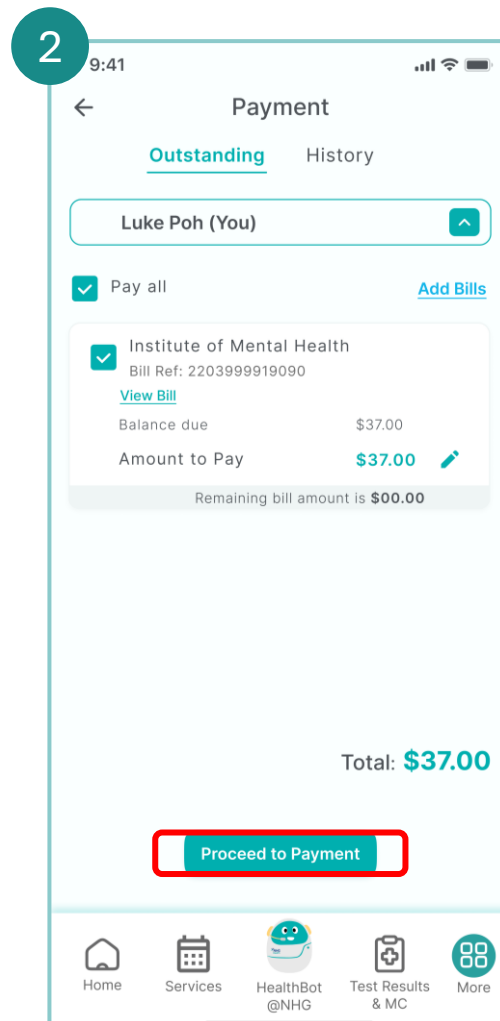 2
9:41
Payment
Outstanding History
Luke Poh (You)
Pay all Add Bills
Institute of Mental Health
Bill Ref: 2203999919090
View Bill
Balance due $37.00
Amount to Pay $37.00
Remaining bill amount is $00.00
Total: $37.00
Proceed to Payment
Home Services HealthBot @NHG Test Results & MC More